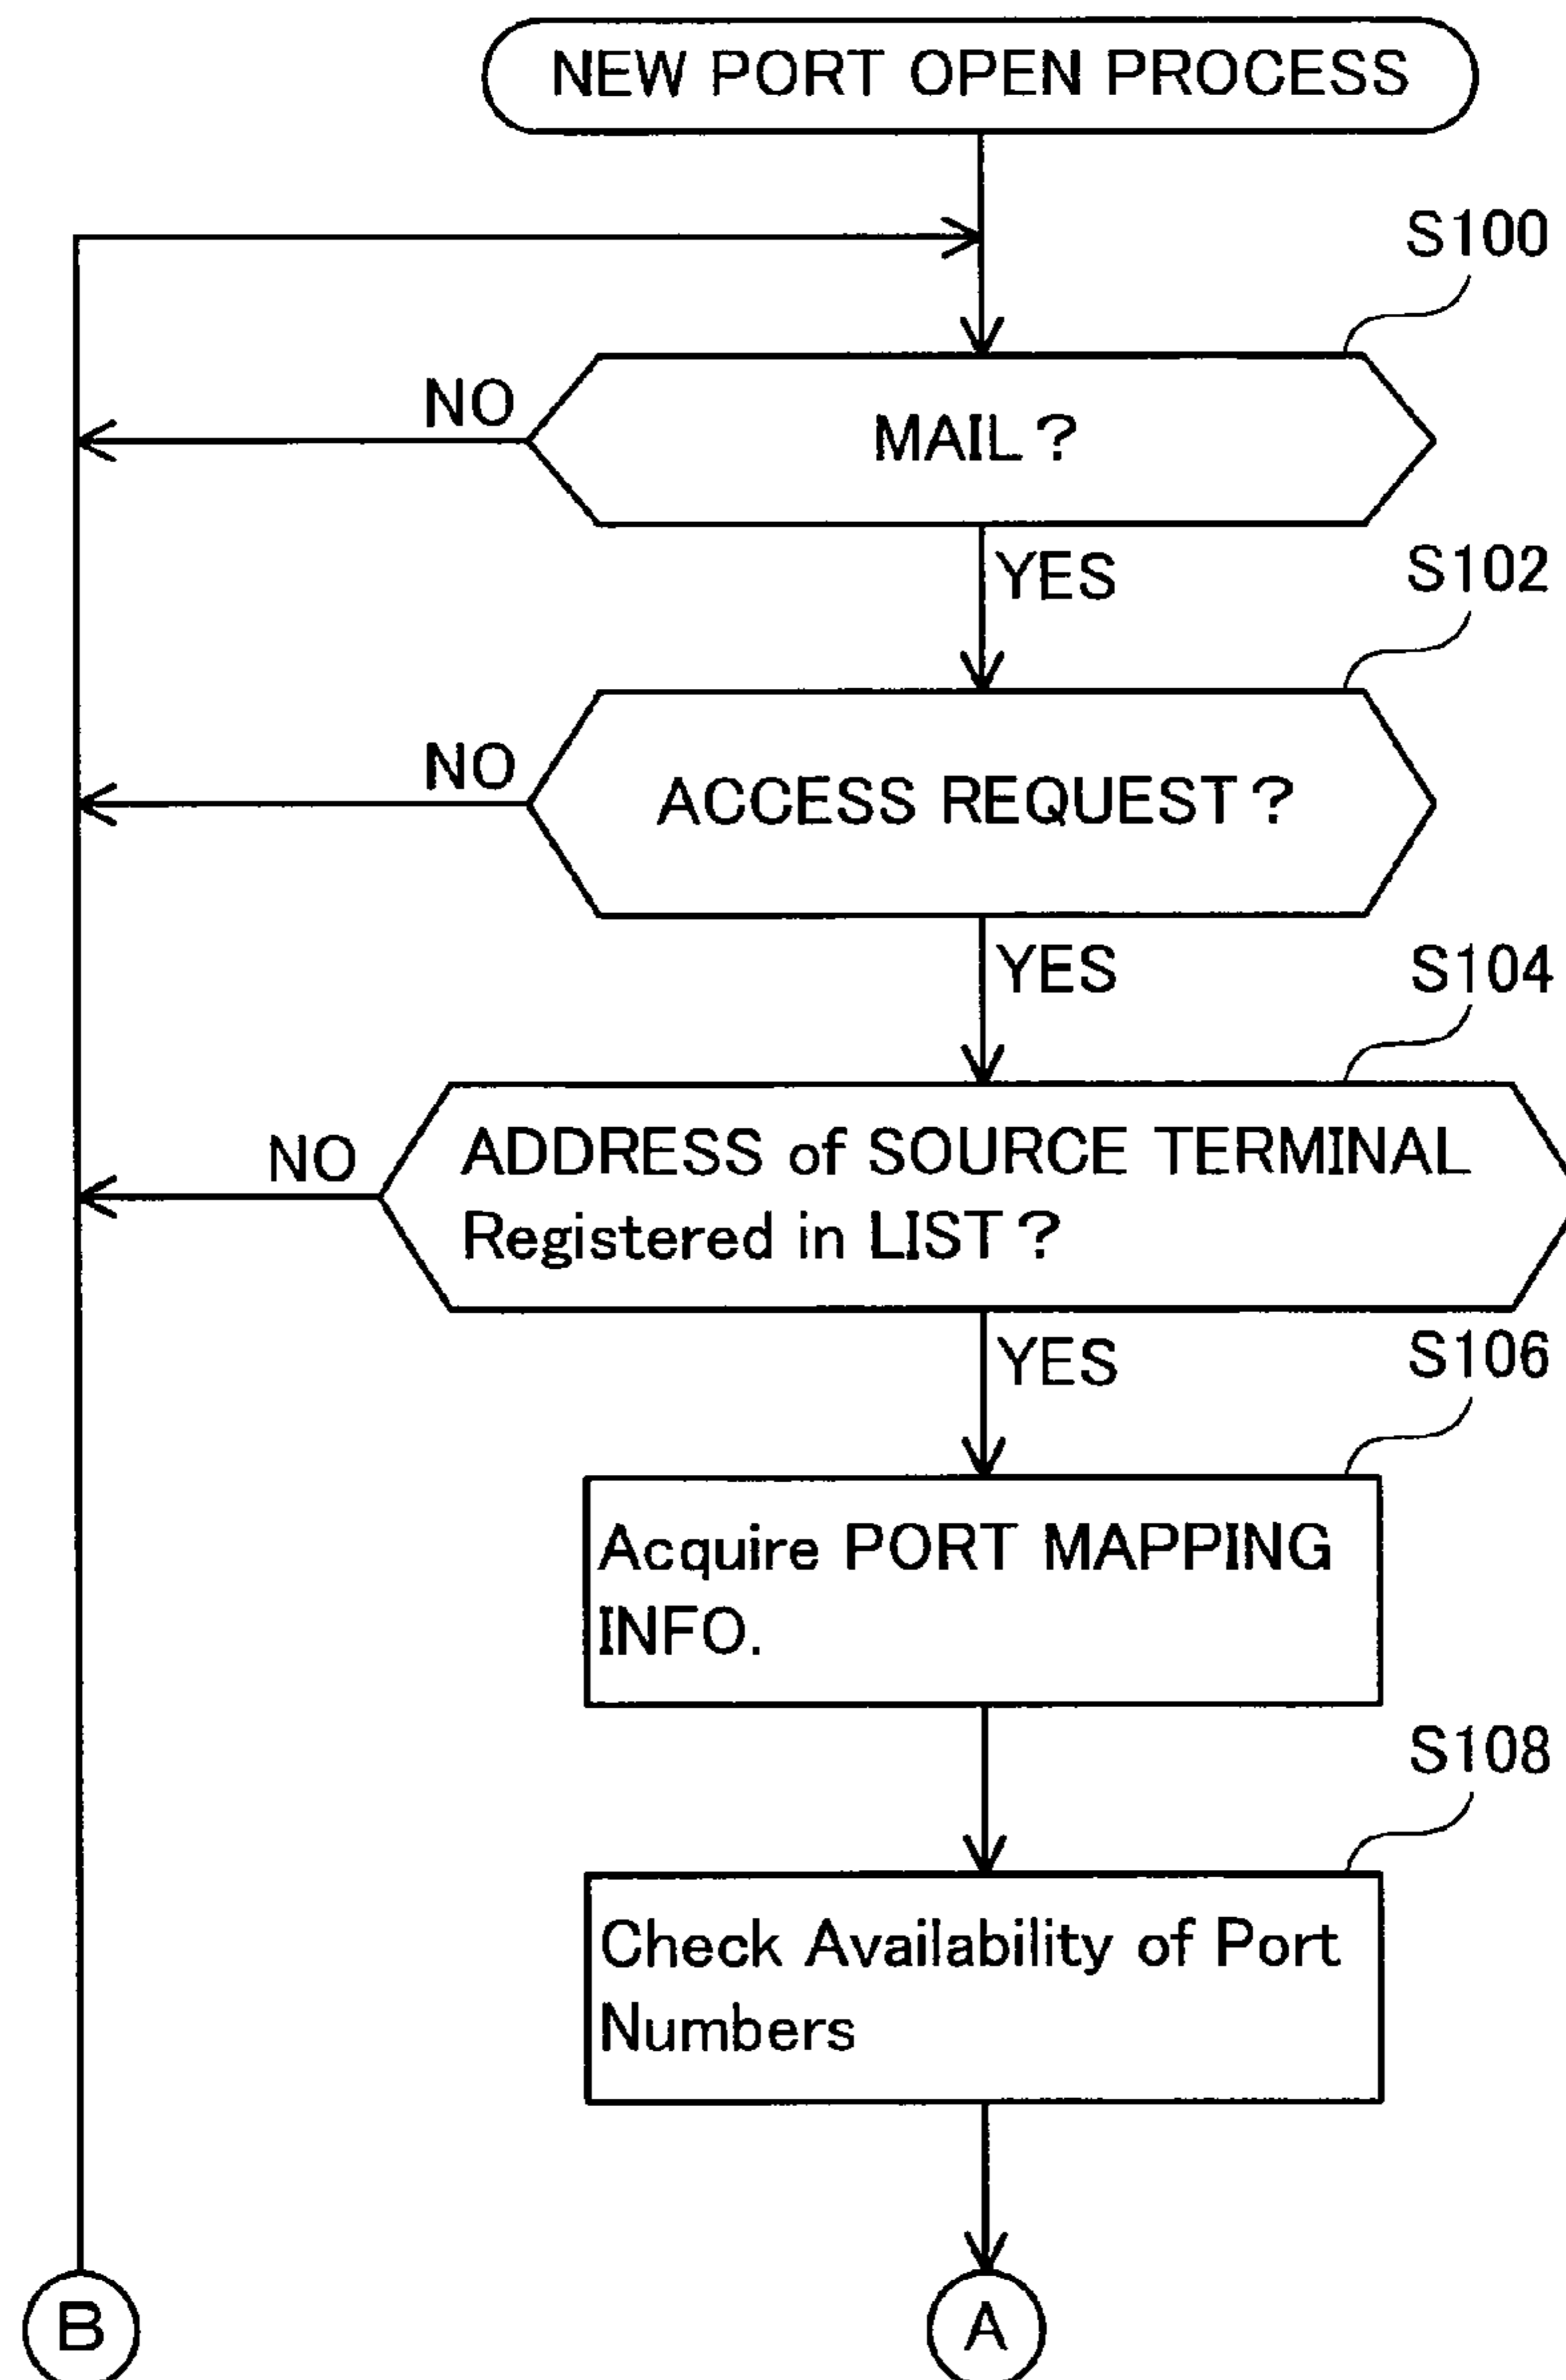 NEW PORT OPEN PROCESS
S100
NO
MAIL?
YES
S102
NO
ACCESS REQUEST?
YES
S104
NO
ADDRESS of SOURCE TERMINAL
Registered in LIST?
YES
S106
Acquire PORT MAPPING
INFO.
S108
Check Availability of Port
Numbers
B
A